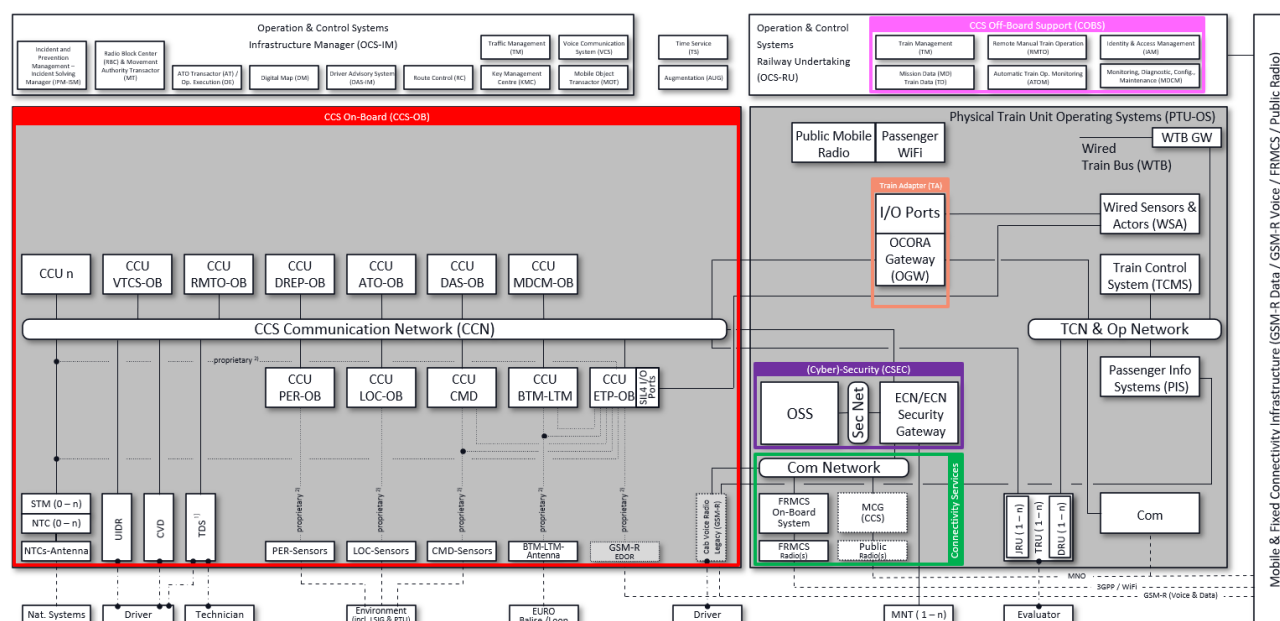 Operation & Control Systems
Infrastructure Manager (OCS-IM)
Incident and
Prevention
Management –
Incident Solving
Manager (IPM-ISM)
Radio Block Center
(RBC) & Movement
Authority Transactor
(MT)
ATO Transactor (AT) /
Op. Execution (OE)
Digital Map (DM)
Driver Advisory System
(DAS-IM)
Route Control (RC)
Traffic Management
(TM)
Voice Communication
System (VCS)
Key Management
Centre (KMC)
Mobile Object
Transactor (MOT)
Time Service
(TS)
Augmentation (AUG)
Operation & Control
Systems
Railway Undertaking
(OCS-RU)
CCS Off-Board Support (COBS)
Train Management
(TM)
Remote Manual Train Operation
(RMTO)
Identity & Access Management
(IAM)
Mission Data (MD)
Train Data (TD)
Automatic Train Op. Monitoring
(ATOM)
Monitoring, Diagnostic, Config.,
Maintenance (MDCM)
Mobile & Fixed Connectivity Infrastructure (GSM-R Data / GSM-R Voice / FRMCS / Public Radio)
CCS On-Board (CCS-OB)
CCU n
CCU
VTCS-OB
CCU
RMTO-OB
CCU
DREP-OB
CCU
ATO-OB
CCU
DAS-OB
CCU
MDCM-OB
CCS Communication Network (CCN)
proprietary 2)
CCU
PER-OB
CCU
LOC-OB
CCU
CMD
CCU
BTM-LTM
CCU
ETP-OB
SIL4 I/O
Ports
STM (0 – n)
NTC (0 – n)
NTCs-Antenna
UIDR
CVD
TDS 1)
proprietary 2)
PER-Sensors
proprietary 2)
LOC-Sensors
proprietary 2)
CMD-Sensors
proprietary 2)
BTM-LTM-
Antenna
proprietary 2)
GSM-R
EDOR
Cab Voice Radio
Legacy (GSM-R)
Physical Train Unit Operating Systems (PTU-OS)
Public Mobile
Radio
Passenger
WiFi
WTB GW
Wired
Train Bus (WTB)
Train Adapter (TA)
I/O Ports
OCORA
Gateway
(OGW)
Wired Sensors &
Actors (WSA)
Train Control
System (TCMS)
TCN & Op Network
Passenger Info
Systems (PIS)
(Cyber)-Security (CSEC)
OSS
Sec Net
ECN/ECN
Security
Gateway
Com Network
FRMCS
On-Board
System
FRMCS
Radio(s)
MCG
(CCS)
Public
Radio(s)
Connectivity Services
JRU ( 1 – n)
TRU ( 1 – n)
DRU ( 1 – n)
Com
MNO
3GPP / WiFi
GSM-R (Voice & Data)
Nat. Systems
Driver
Technician
Environment
(incl. LSIG & PTU)
EURO
Balise /Loop
Driver
MNT ( 1 – n)
Evaluator